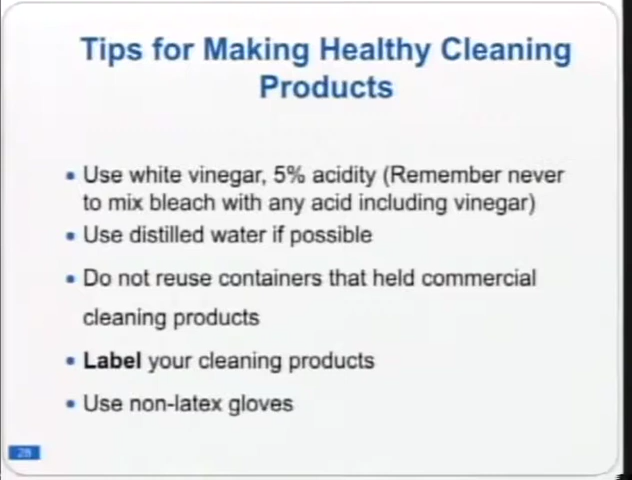 Tips for Making Healthy Cleaning
Products
• Use white vinegar, 5% acidity (Remember never
to mix bleach with any acid including vinegar)
• Use distilled water if possible
• Do not reuse containers that held commercial
cleaning products
• Label your cleaning products
• Use non-latex gloves
28